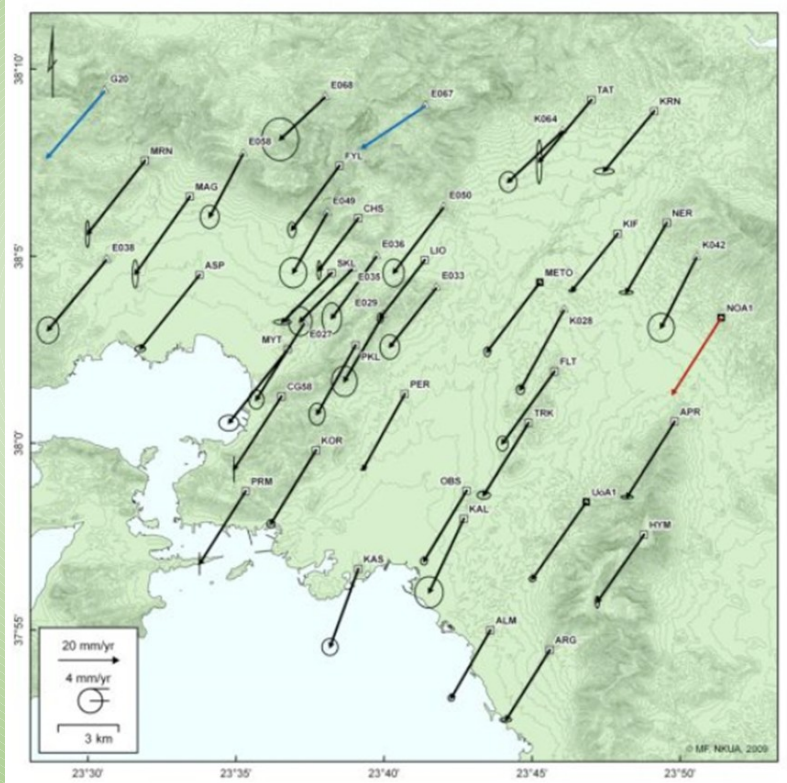 38°10'
38°5'
38°0'
37°55'
G20
E068
E067
TAT
KRN
K064
MRN
E058
FYL
MAG
E049
CHS
E050
NER
KIF
E038
ASP
SKL
E036
LIO
K042
E035
E033
METO
NOA1
E029
E027
K028
MYT
PKL
FLT
CG58
PER
TRK
APR
KOR
PRM
OBS
UoA1
KAL
HYM
KAS
ALM
ARG
20 mm/yr
4 mm/yr
3 km
© MF, NKUA, 2009
23°30' 23°35' 23°40' 23°45' 23°50'